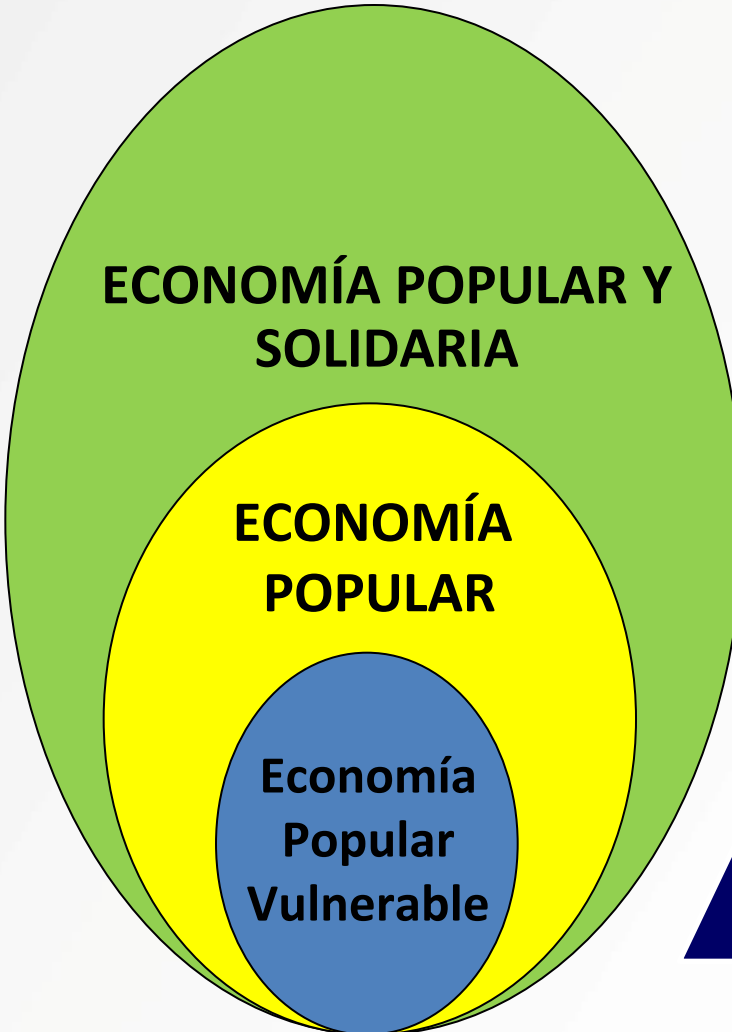 ECONOMÍA POPULAR Y
SOLIDARIA
ECONOMÍA
POPULAR
Economía
Popular
Vulnerable